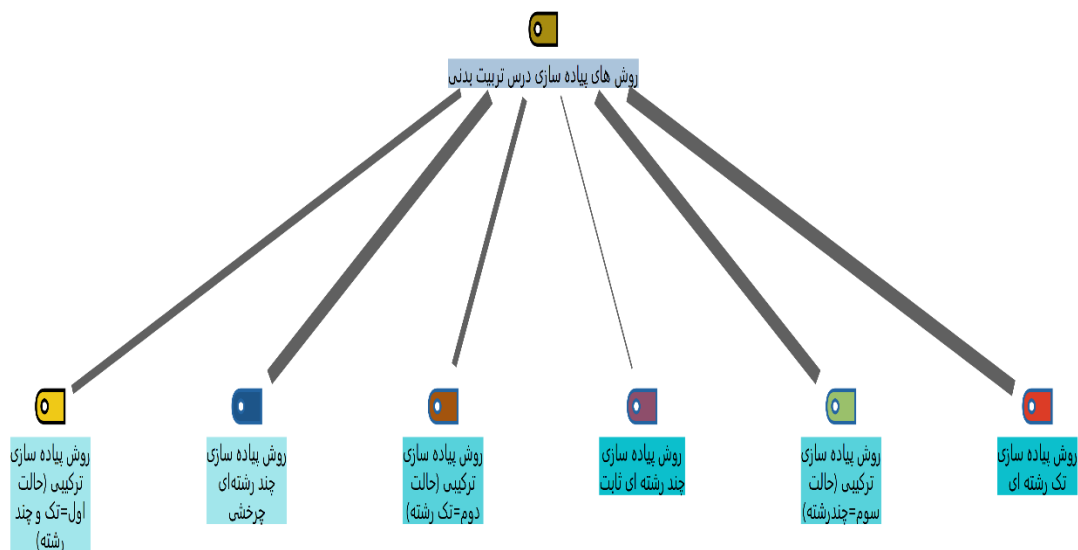 روش های پیاده سازی درس تربیت بدنی
روش پیاده سازی
تک رشته ای
روش پیاده سازی
ترکیبی (حالت
سوم=چندرشته)
روش پیاده سازی
چند رشته ای ثابت
روش پیاده سازی
ترکیبی (حالت
دوم=تک رشته)
روش پیاده سازی
چند رشته‌ای
چرخشی
روش پیاده سازی
ترکیبی (حالت
اول=تک و چند
رشته)